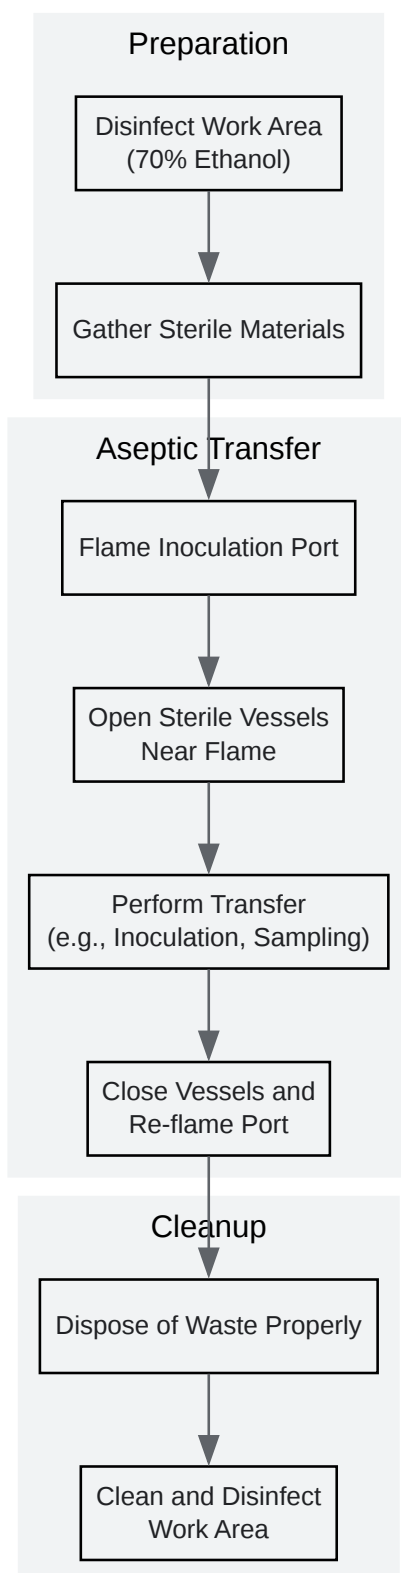 Preparation
Disinfect Work Area
(70% Ethanol)
Gather Sterile Materials
Aseptic Transfer
Flame Inoculation Port
Open Sterile Vessels
Near Flame
Perform Transfer
(e.g., Inoculation, Sampling)
Close Vessels and
Re-flame Port
Cleanup
Dispose of Waste Properly
Clean and Disinfect
Work Area